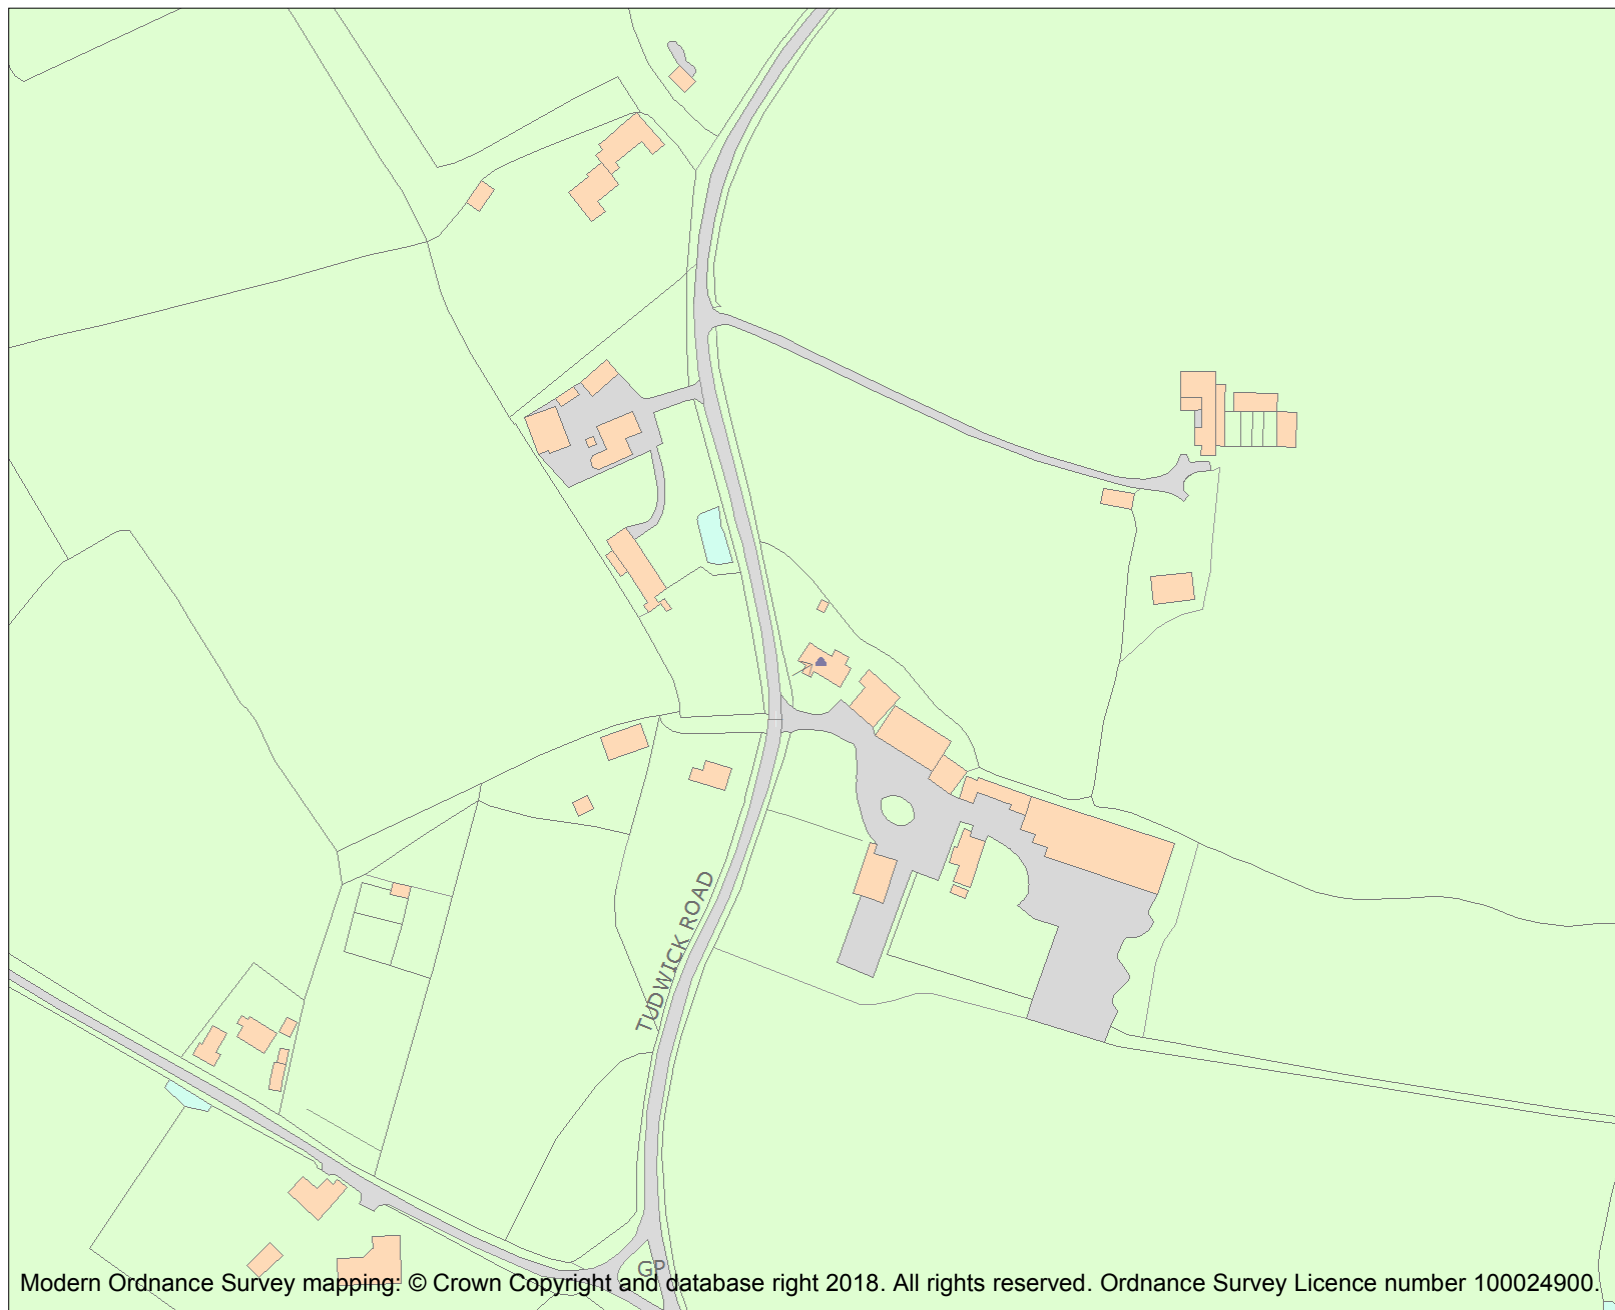 TUDWICK ROAD
GP
Modern Ordnance Survey mapping: © Crown Copyright and database right 2018. All rights reserved. Ordnance Survey Licence number 100024900.